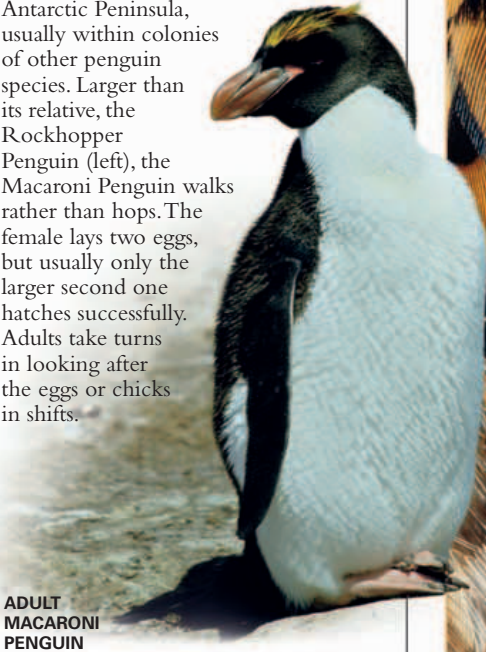 Antarctic Peninsula,
usually within colonies
of other penguin
species. Larger than
its relative, the
Rockhopper
Penguin (left), the
Macaroni Penguin walks
rather than hops. The
female lays two eggs,
but usually only the
larger second one
hatches successfully.
Adults take turns
in looking after
the eggs or chicks
in shifts.
ADULT
MACARONI
PENGUIN